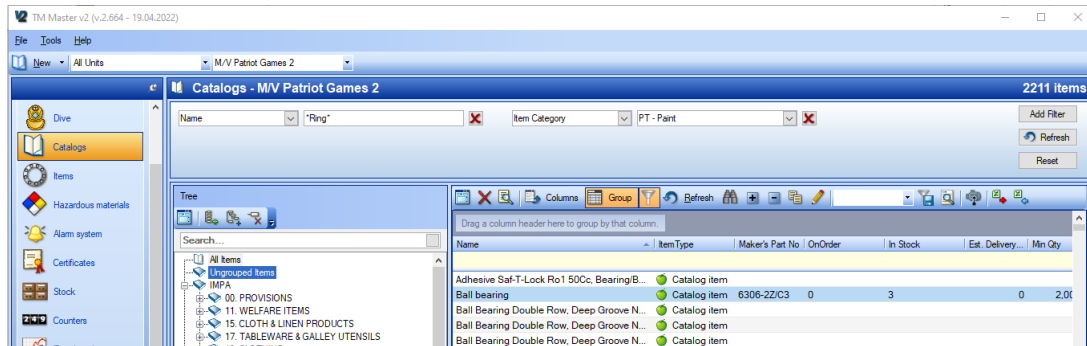 TM Master v2 (v.2.664 - 19.04.2022)
File Tools Help
New All Units M/V Patriot Games 2
Catalogs - M/V Patriot Games 2 2211 items
Dive
Catalogs
Items
Hazardous materials
Alarm system
Certificates
Stock
Counters
Name *Ring* Item Category PT - Paint
Add Filter
Refresh
Reset
Tree
Search...
All Items
Ungrouped Items
IMPA
00. PROVISIONS
11. WELFARE ITEMS
15. CLOTH & LINEN PRODUCTS
17. TABLEWARE & GALLEY UTENSILS
Columns Group Refresh
Drag a column header here to group by that column.
Name ItemType Maker's Part No OnOrder In Stock Est. Delivery... Min Qty
Adhesive Saf-T-Lock Ro1 50Cc, Bearing/B... Catalog item
Ball bearing Catalog item 6306-2Z/C3 0 3 0 2,00
Ball Bearing Double Row, Deep Groove N... Catalog item
Ball Bearing Double Row, Deep Groove N... Catalog item
Ball Bearing Double Row, Deep Groove N... Catalog item